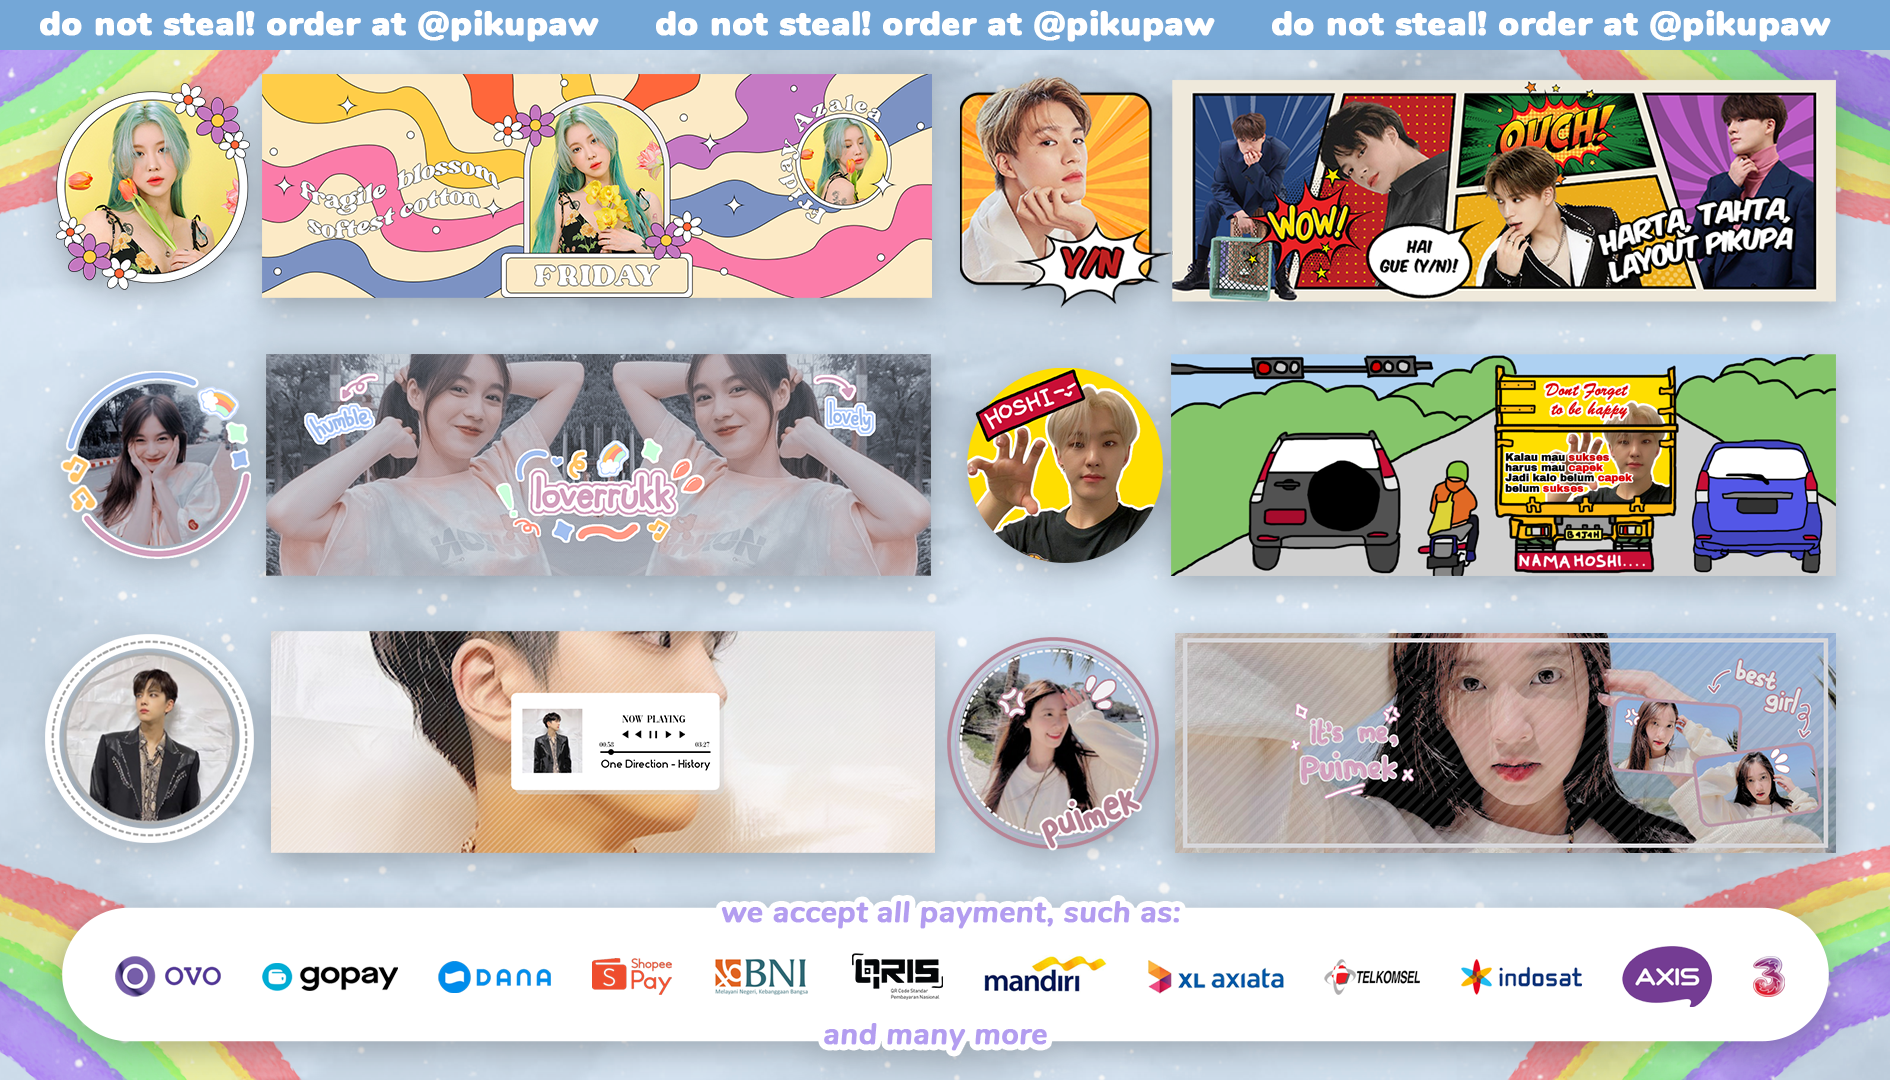 do not steal! order at @pikupaw
do not steal! order at @pikupaw
do not steal! order at @pikupaw
fragile blossom
softest cotton
FRIDAY
Friday Azalea
Y/N
WOW!
HAI
GUE (Y/N)!
OUCH!
HARTA, TAHTA,
LAYOUT PIKUPA
humble
lovely
loverrukk
HOSHI~
Dont Forget
to be happy
Kalau mau sukses
harus mau capek
Jadi kalo belum capek
belum sukses
B 4J4H
NAMA HOSHI....
NOW PLAYING
00:58
03:27
One Direction - History
puimek
it's me,
Puimek
best
girl
we accept all payment, such as:
OVO
gopay
DANA
Shopee
Pay
BNI
Melayani Negeri, Kebanggaan Bangsa
QRIS
QR Code Standar
Pembayaran Nasional
mandiri
XL axiata
TELKOMSEL
indosat
AXIS
3
and many more